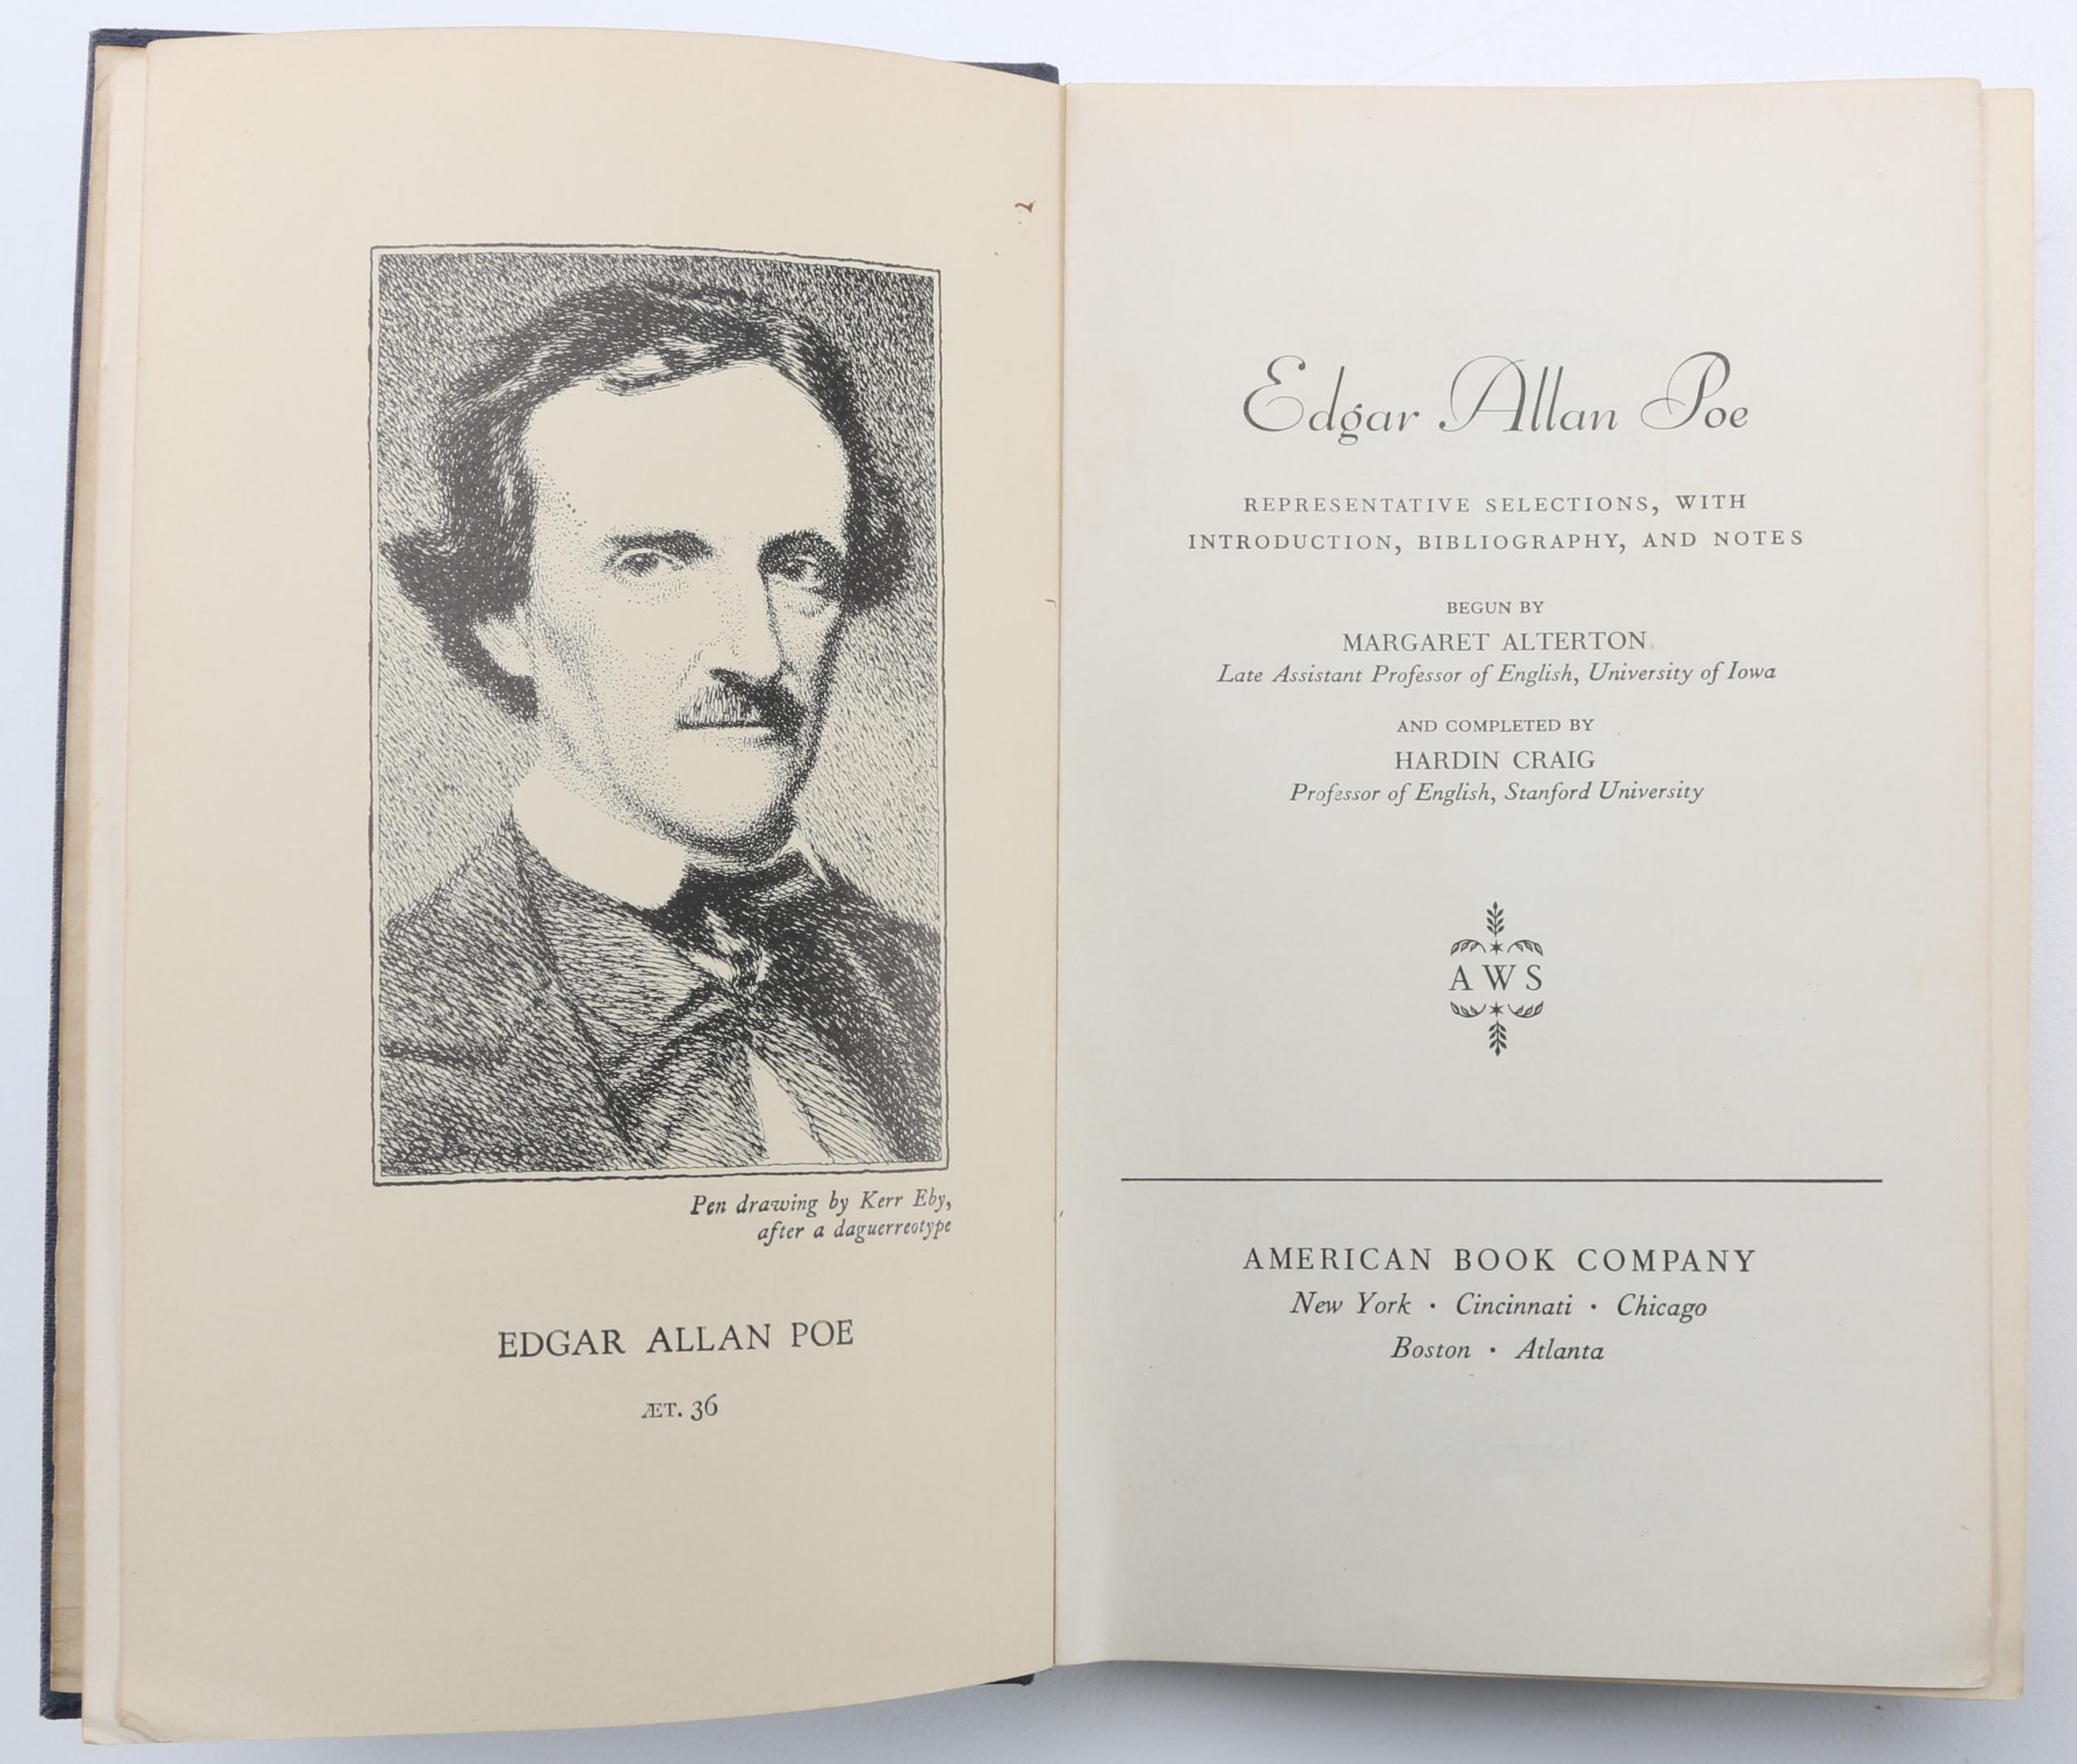 Pen drawing by Kerr Eby,
after a daguerreotype
EDGAR ALLAN POE
ÆT. 36
Edgar Allan Poe
REPRESENTATIVE SELECTIONS, WITH
INTRODUCTION, BIBLIOGRAPHY, AND NOTES
BEGUN BY
MARGARET ALTERTON
Late Assistant Professor of English, University of Iowa
AND COMPLETED BY
HARDIN CRAIG
Professor of English, Stanford University
AWS
AMERICAN BOOK COMPANY
New York · Cincinnati · Chicago
Boston · Atlanta